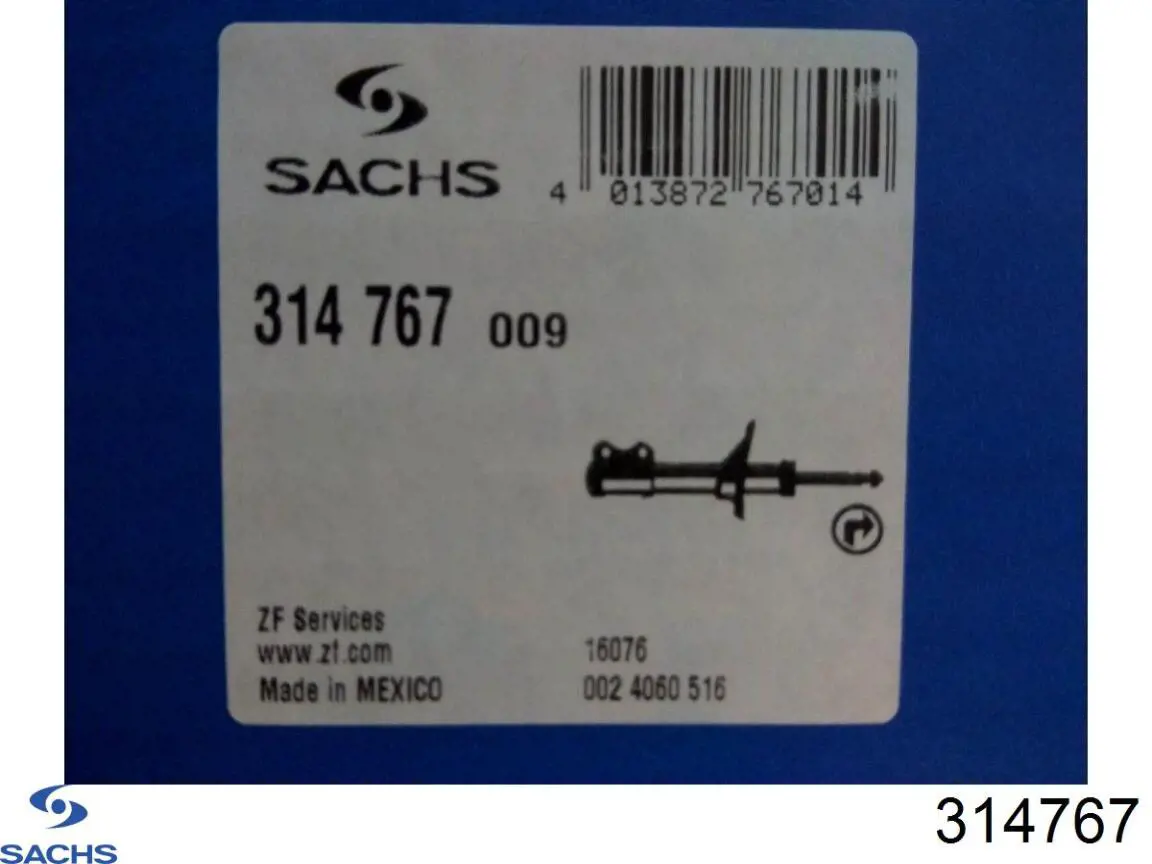 SACHS
4 013872 767014
314 767 009
ZF Services
www.zf.com
Made in MEXICO
16076
002 4060 516
SACHS
314767